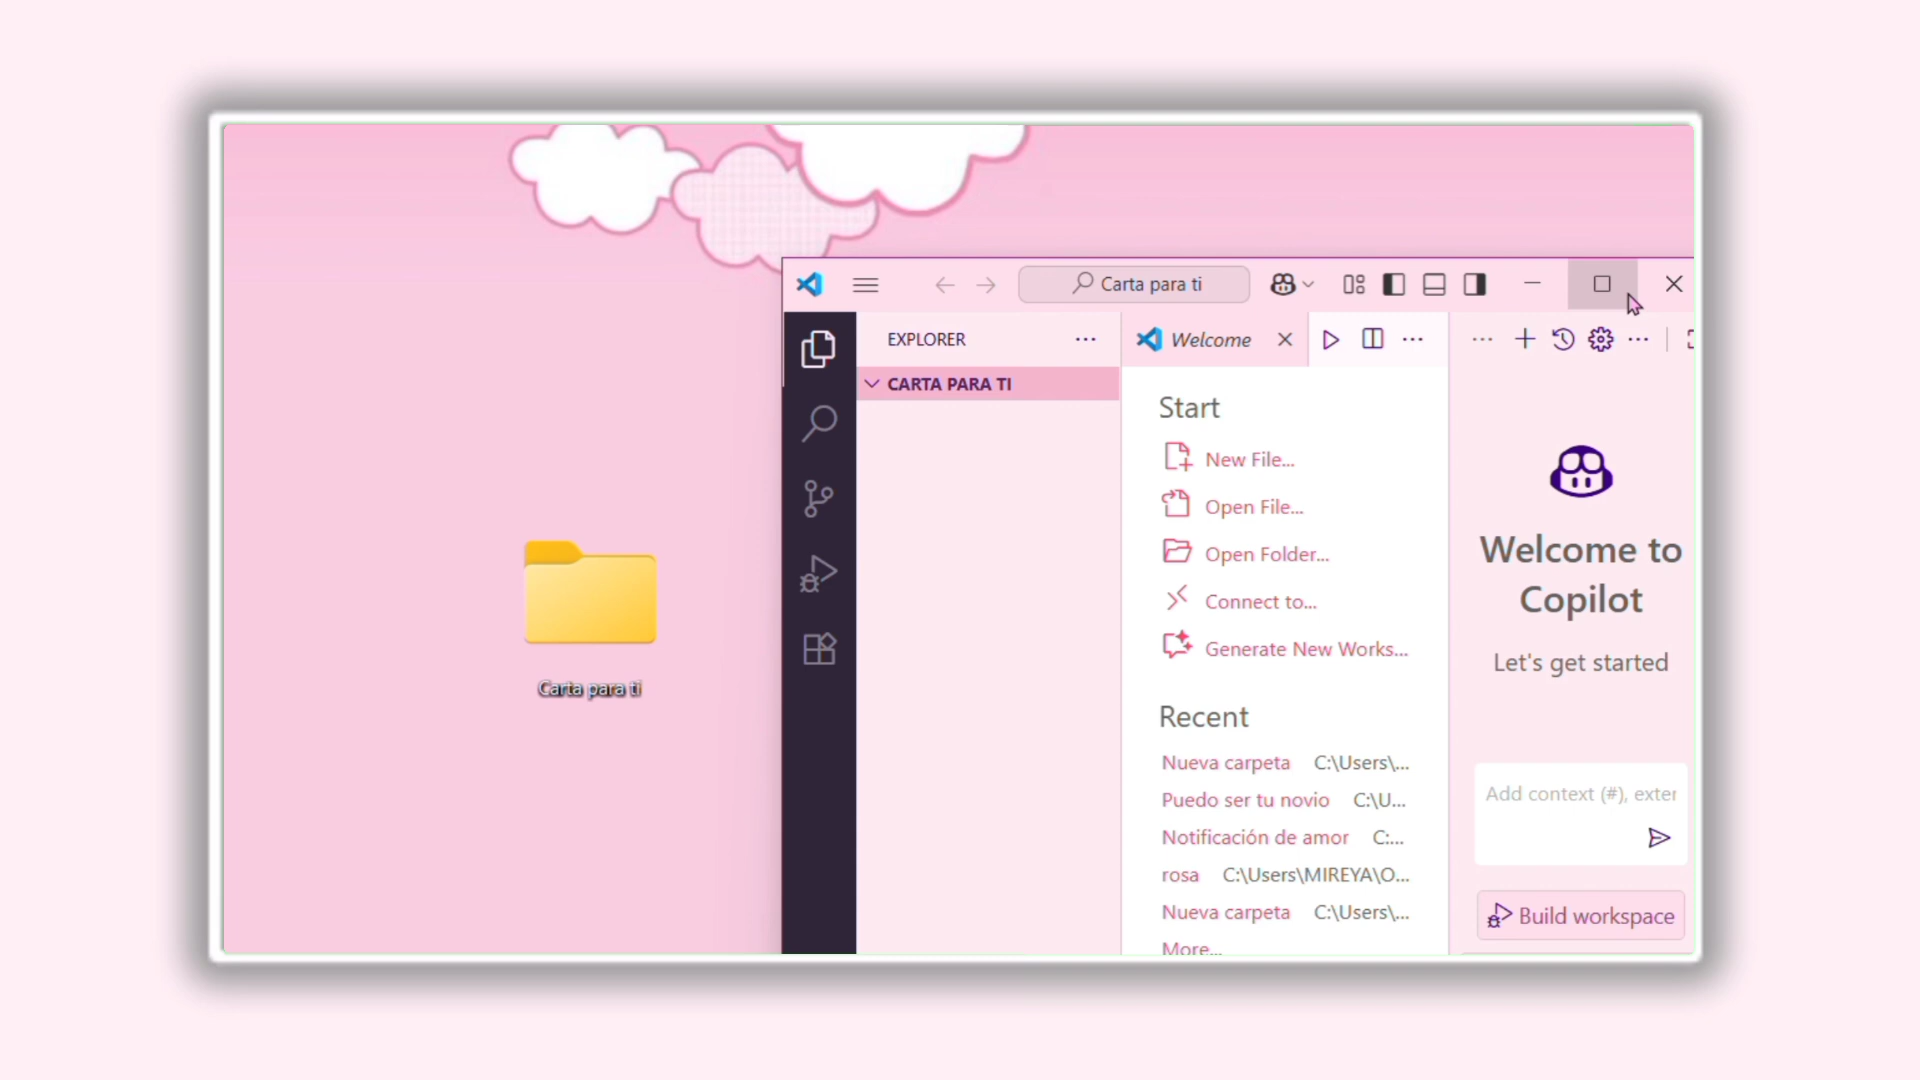 Carta para ti
Carta para ti
EXPLORER
CARTA PARA TI
Welcome
Start
New File...
Open File...
Open Folder...
Connect to...
Generate New Works...
Recent
Nueva carpeta C:\Users\...
Puedo ser tu novio C:\U...
Notificación de amor C:...
rosa C:\Users\MIREYA\O...
Nueva carpeta C:\Users\...
More...
Welcome to
Copilot
Let's get started
Add context (#), exter
Build workspace